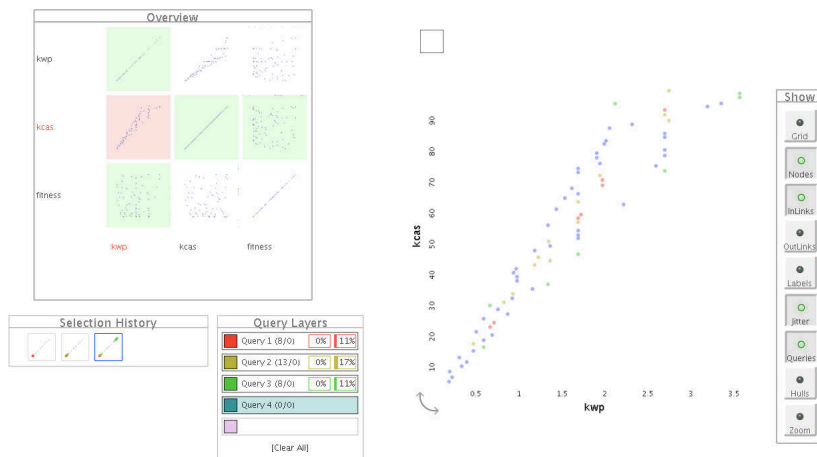 Overview
kwp
kcas
fitness
kwp
kcas
fitness
Selection History
Query Layers
Query 1 (8/0) 0% 11%
Query 2 (13/0) 0% 17%
Query 3 (8/0) 0% 11%
Query 4 (0/0)
[Clear All]
kcas
90
80
70
60
50
40
30
20
10
0.5 1 1.5 2 2.5 3 3.5
kwp
Show
Grid
Nodes
InLinks
OutLinks
Labels
Jitter
Queries
Hulls
Zoom